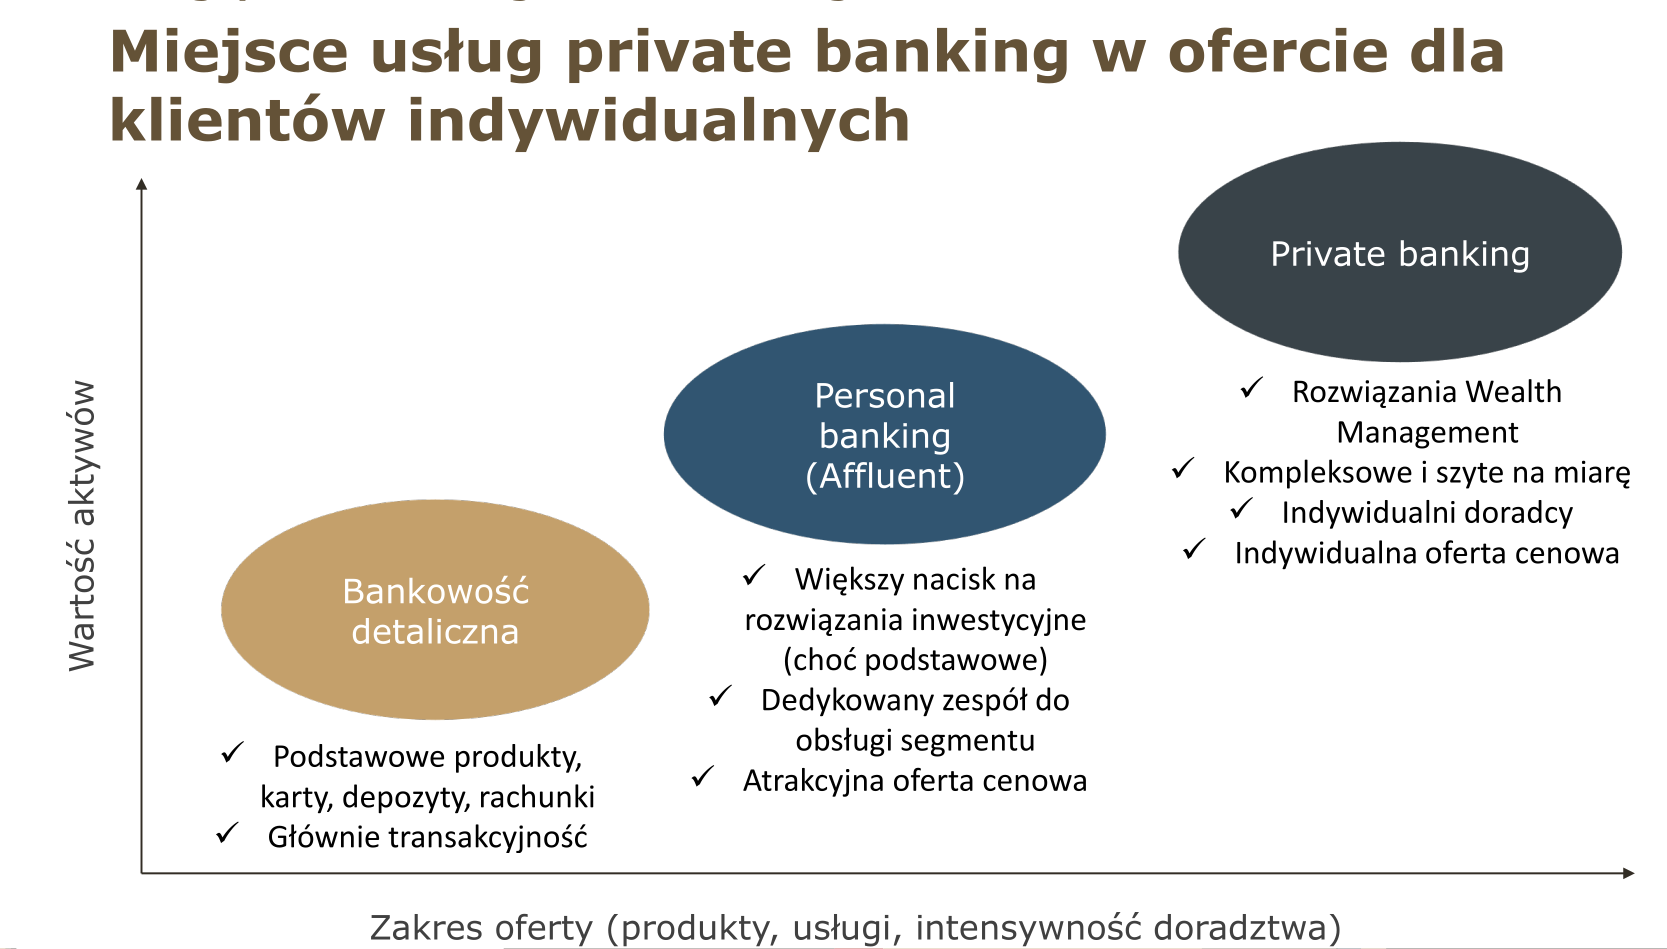 Miejsce usług private banking w ofercie dla
klientów indywidualnych
Private banking
✓ Rozwiązania Wealth
Management
✓ Kompleksowe i szyte na miarę
✓ Indywidualni doradcy
✓ Indywidualna oferta cenowa
Personal
banking
(Affluent)
✓ Większy nacisk na
rozwiązania inwestycyjne
(choć podstawowe)
✓ Dedykowany zespół do
obsługi segmentu
✓ Atrakcyjna oferta cenowa
Bankowość
detaliczna
✓ Podstawowe produkty,
karty, depozyty, rachunki
✓ Głównie transakcyjność
Wartość aktywów
Zakres oferty (produkty, usługi, intensywność doradztwa)